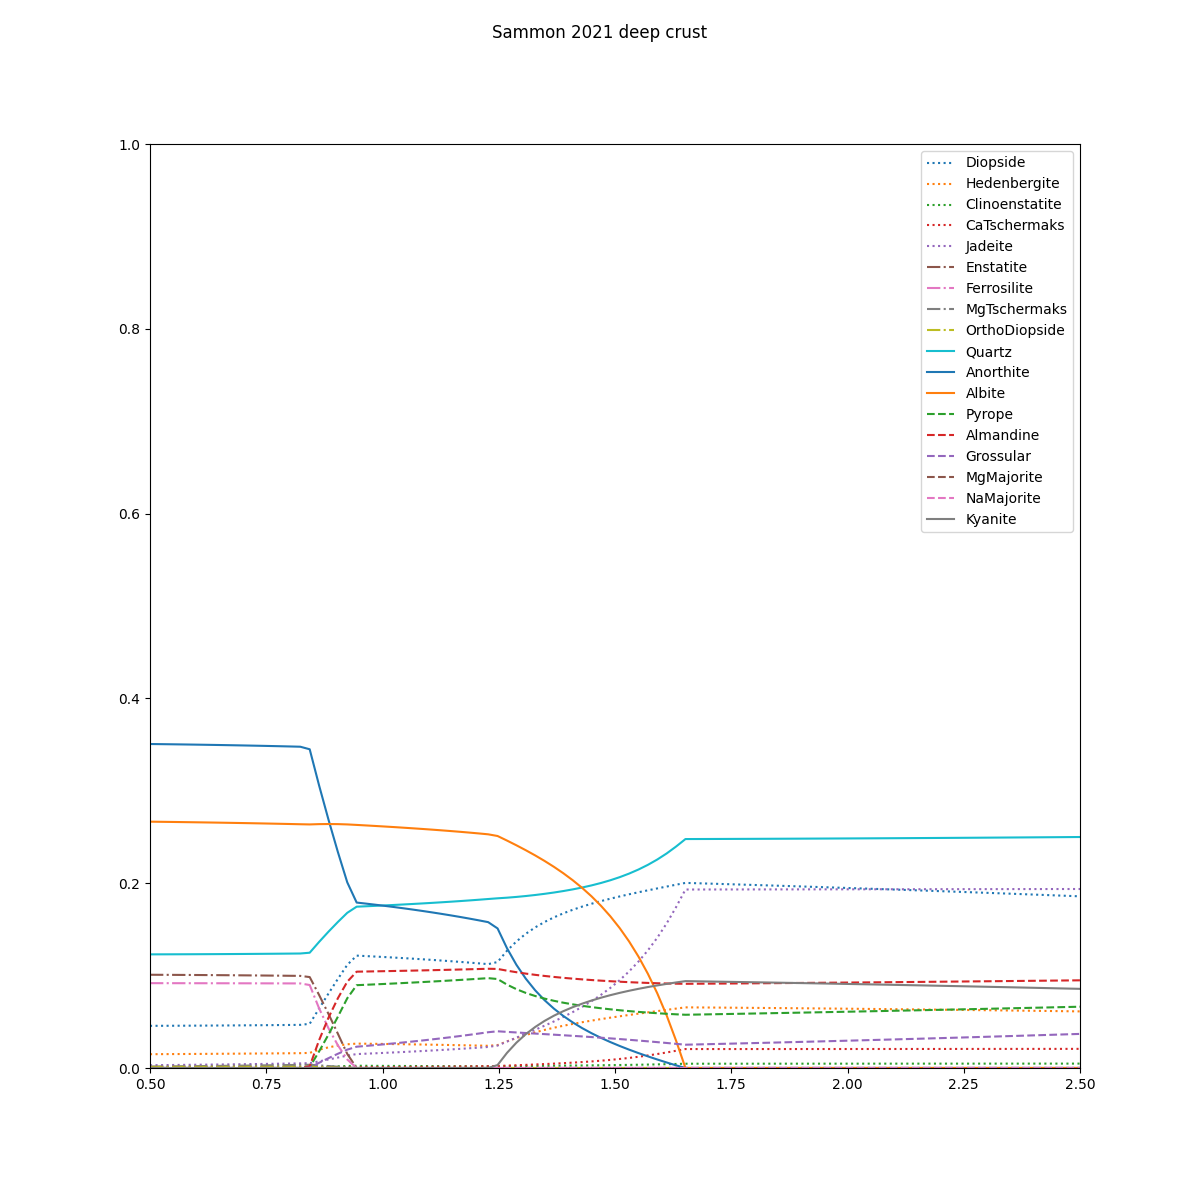 Sammon 2021 deep crust
1.0
0.8
0.6
0.4
0.2
0.0
Diopside
Hedenbergite
Clinoenstatite
CaTschermaks
Jadeite
Enstatite
Ferrosilite
MgTschermaks
OrthoDiopside
Quartz
Anorthite
Albite
Pyrope
Almandine
Grossular
MgMajorite
NaMajorite
Kyanite
0.50 0.75 1.00 1.25 1.50 1.75 2.00 2.25 2.50